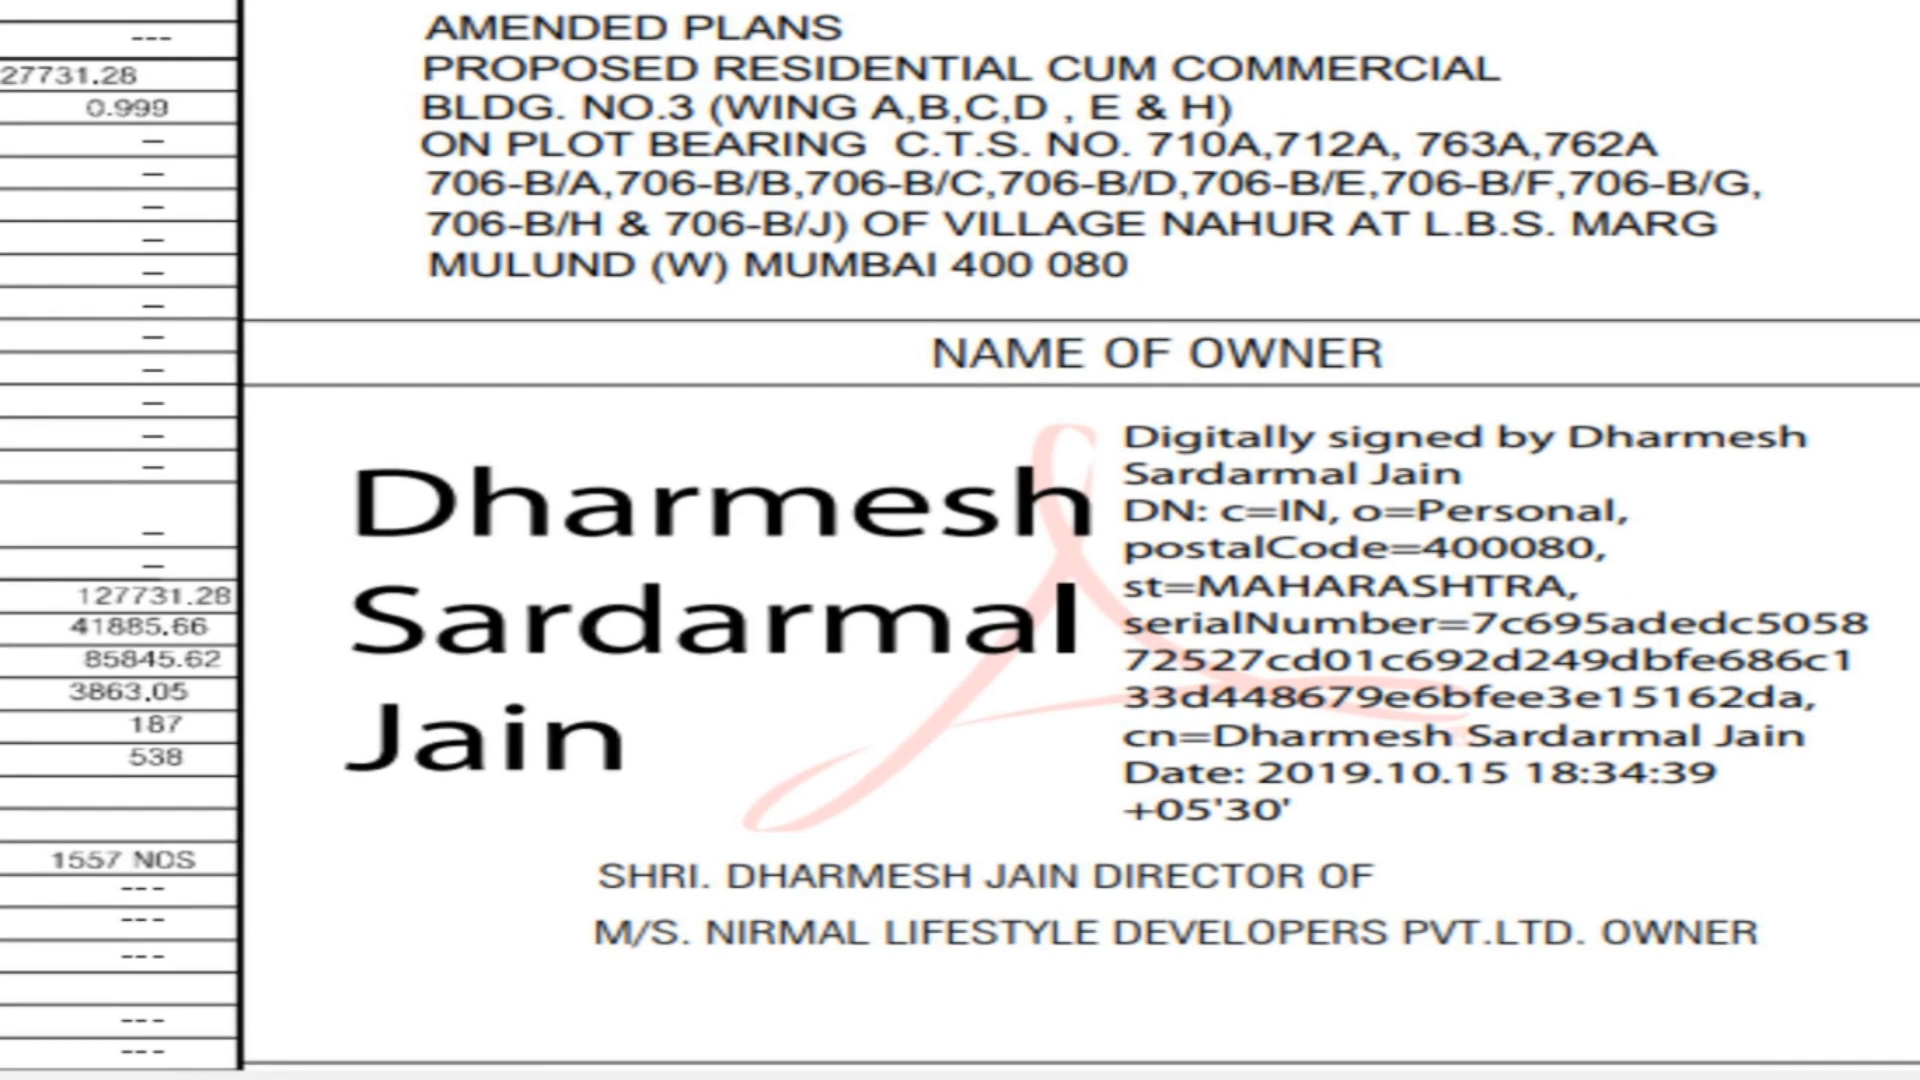 ---
27731.28
0.999
–
–
–
–
–
–
–
–
–
–
–
–
–
127731.28
41885.66
85845.62
3863.05
187
538
1557 NOS
---
---
---
---
---
AMENDED PLANS
PROPOSED RESIDENTIAL CUM COMMERCIAL
BLDG. NO.3 (WING A,B,C,D , E & H)
ON PLOT BEARING C.T.S. NO. 710A,712A, 763A,762A
706-B/A,706-B/B,706-B/C,706-B/D,706-B/E,706-B/F,706-B/G,
706-B/H & 706-B/J) OF VILLAGE NAHUR AT L.B.S. MARG
MULUND (W) MUMBAI 400 080
NAME OF OWNER
Dharmesh
Sardarmal
Jain
Digitally signed by Dharmesh
Sardarmal Jain
DN: c=IN, o=Personal,
postalCode=400080,
st=MAHARASHTRA,
serialNumber=7c695adedc5058
72527cd01c692d249dbfe686c1
33d448679e6bfee3e15162da,
cn=Dharmesh Sardarmal Jain
Date: 2019.10.15 18:34:39
+05'30'
SHRI. DHARMESH JAIN DIRECTOR OF
M/S. NIRMAL LIFESTYLE DEVELOPERS PVT.LTD. OWNER